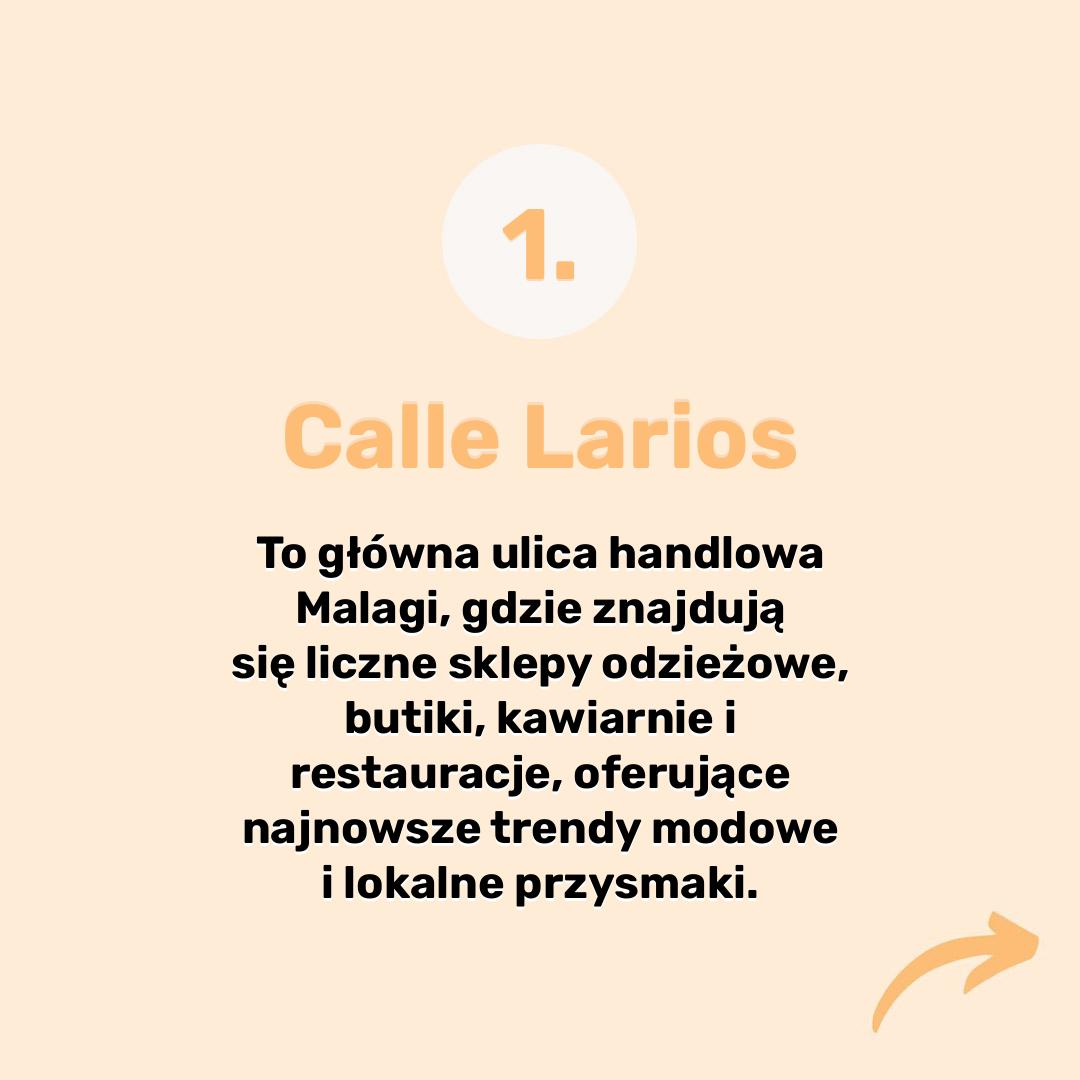 1.
Calle Larios
To główna ulica handlowa
Malagi, gdzie znajdują
się liczne sklepy odzieżowe,
butiki, kawiarnie i
restauracje, oferujące
najnowsze trendy modowe
i lokalne przysmaki.